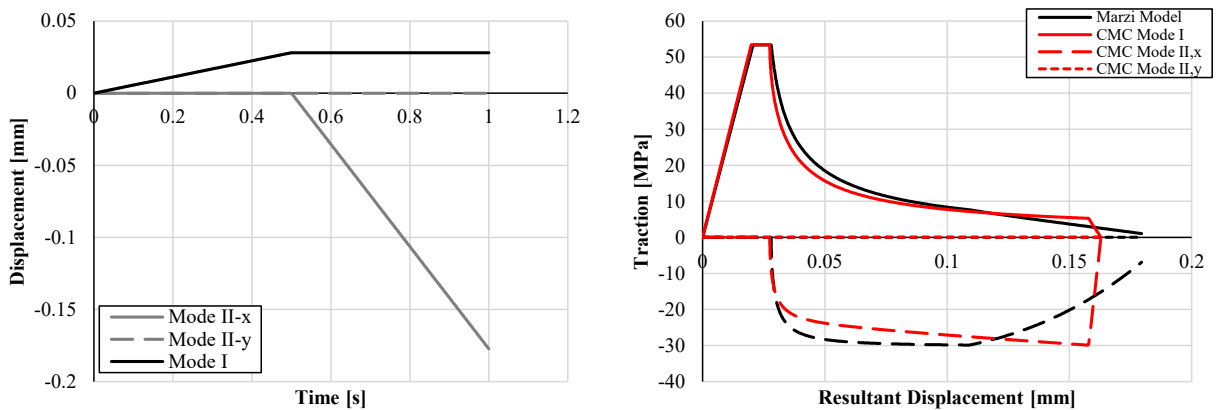 0.05
0
-0.05
-0.1
-0.15
-0.2
0
0.2
0.4
0.6
0.8
1
1.2
Displacement [mm]
Time [s]
Mode II-x
Mode II-y
Mode I
60
50
40
30
20
10
0
-10
-20
-30
-40
0
0.05
0.1
0.15
0.2
Traction [MPa]
Resultant Displacement [mm]
Marzi Model
CMC Mode I
CMC Mode II,x
CMC Mode II,y